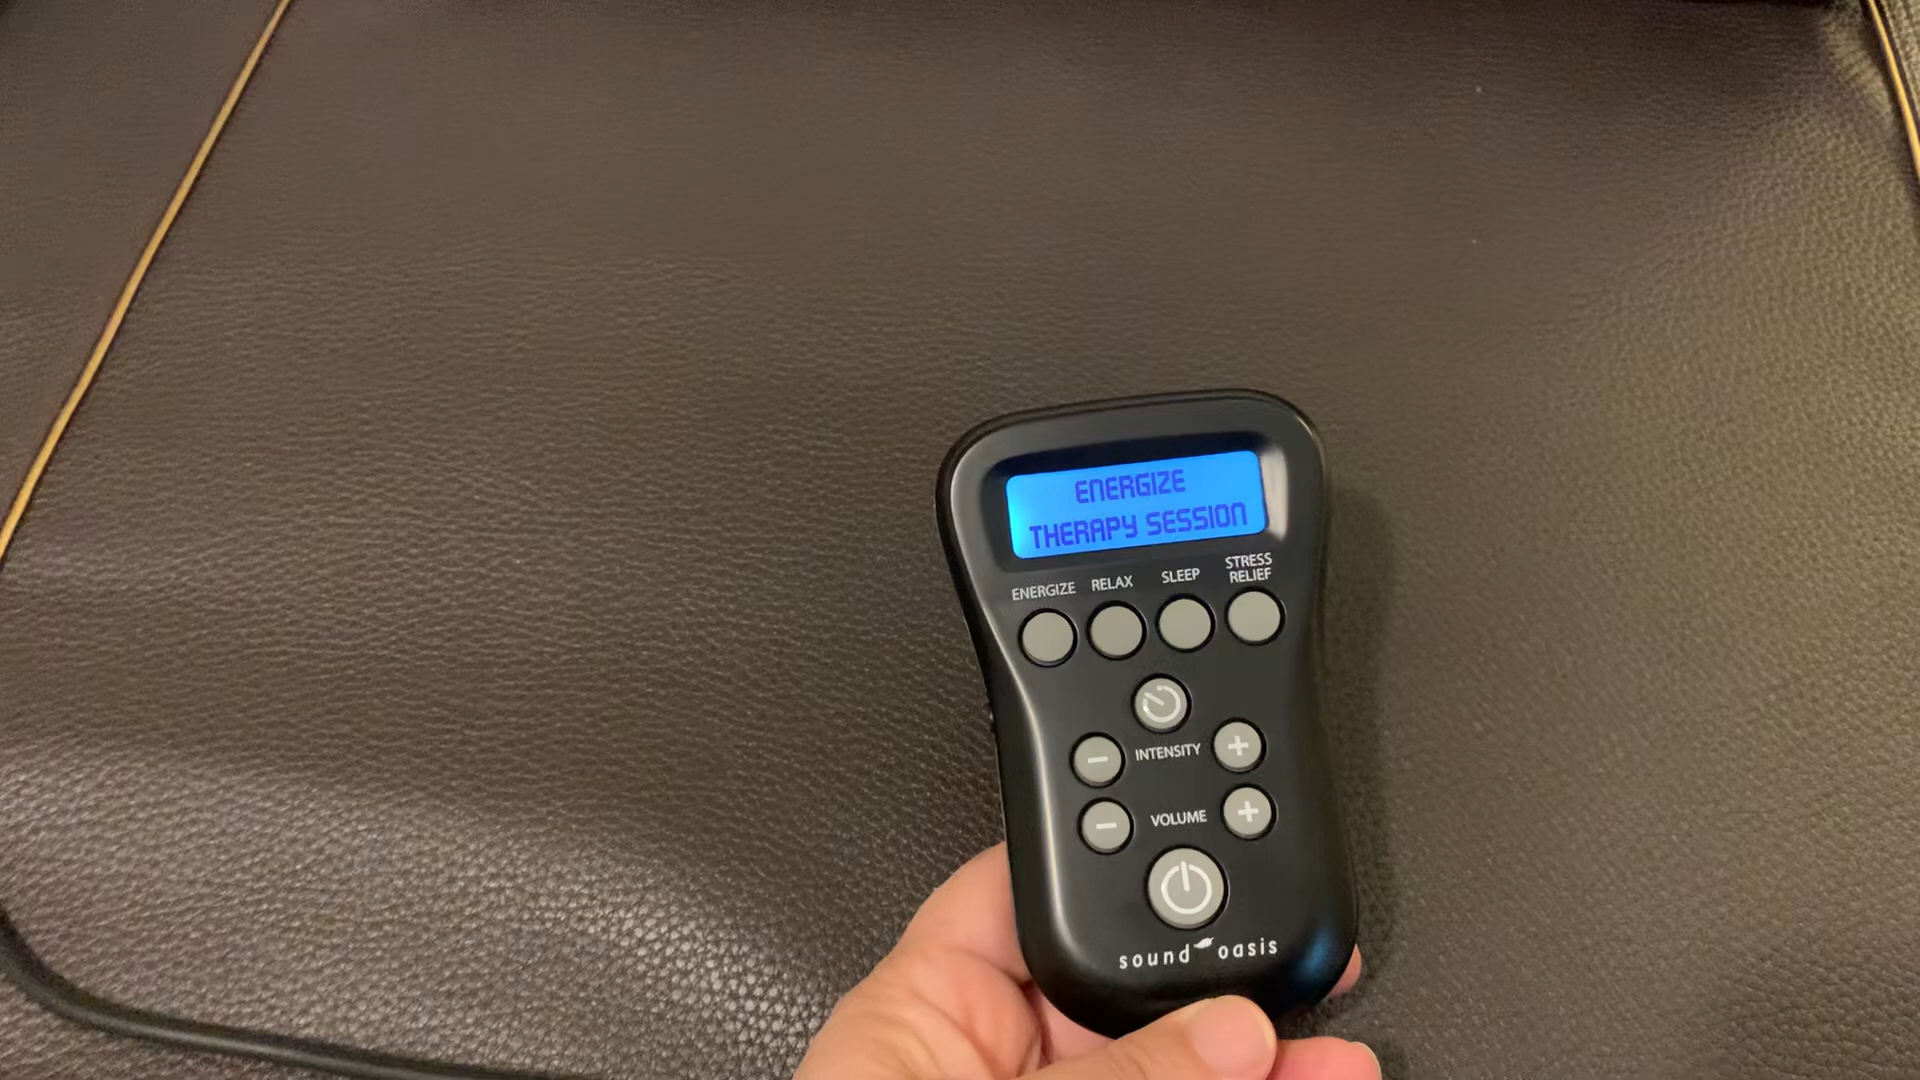 ENERGIZE
THERAPY SESSION
ENERGIZE RELAX SLEEP STRESS RELIEF
INTENSITY
VOLUME
sound oasis